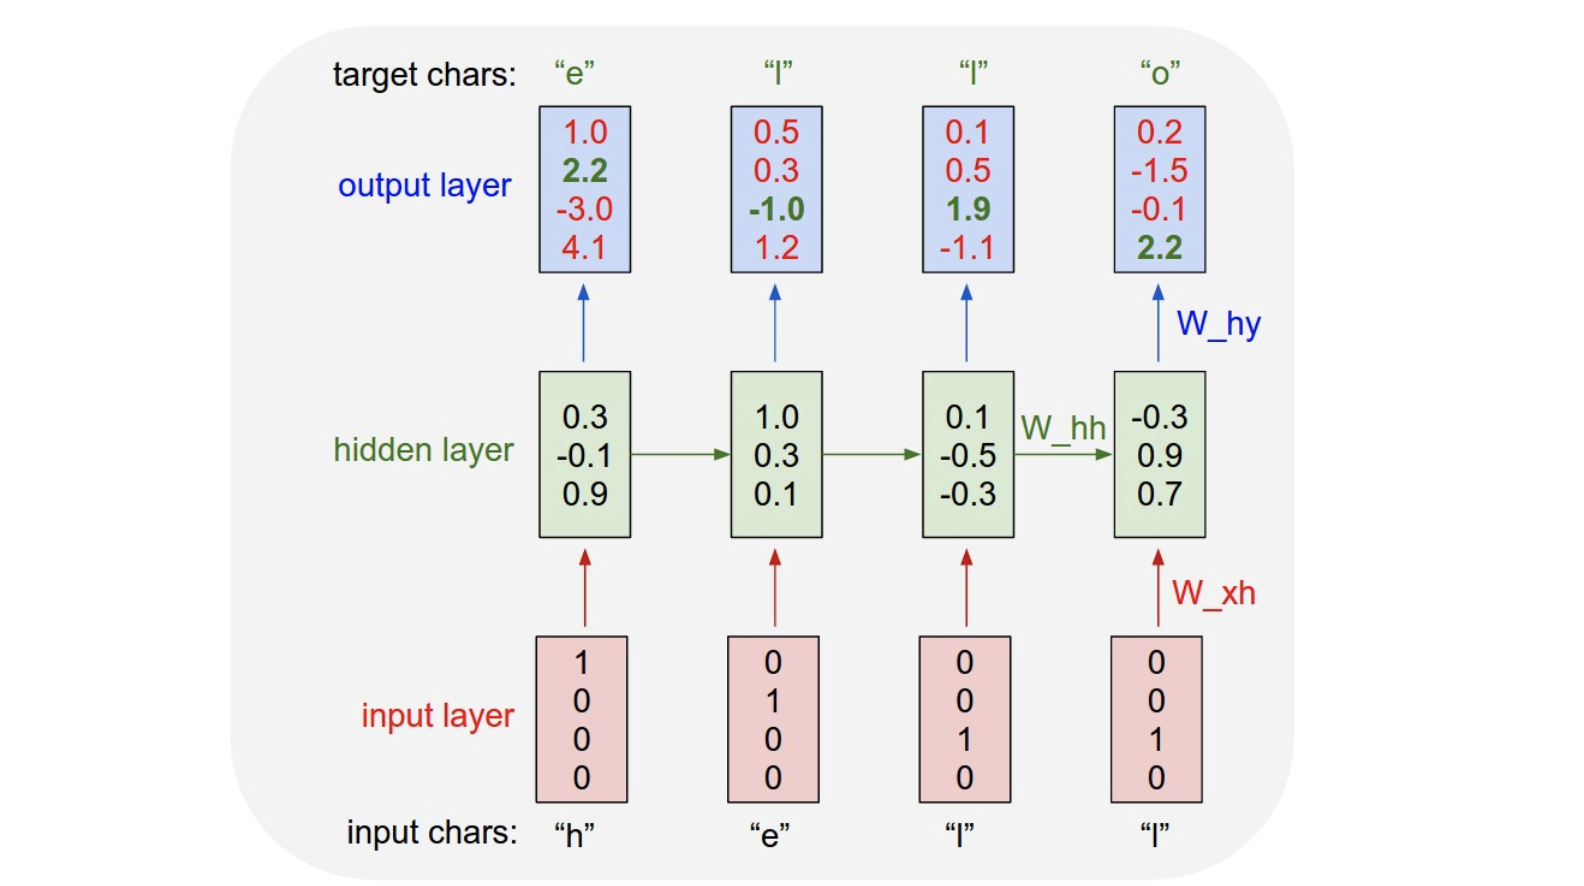 target chars: “e” “l” “l” “o”
1.0 0.5 0.1 0.2
2.2 0.3 0.5 -1.5
output layer -3.0 -1.0 1.9 -0.1
4.1 1.2 -1.1 2.2
W_hy
0.3 1.0 0.1 W_hh -0.3
hidden layer -0.1 0.3 -0.5 0.9
0.9 0.1 -0.3 0.7
W_xh
1 0 0 0
0 1 0 0
input layer 0 0 1 1
0 0 0 0
input chars: “h” “e” “l” “l”